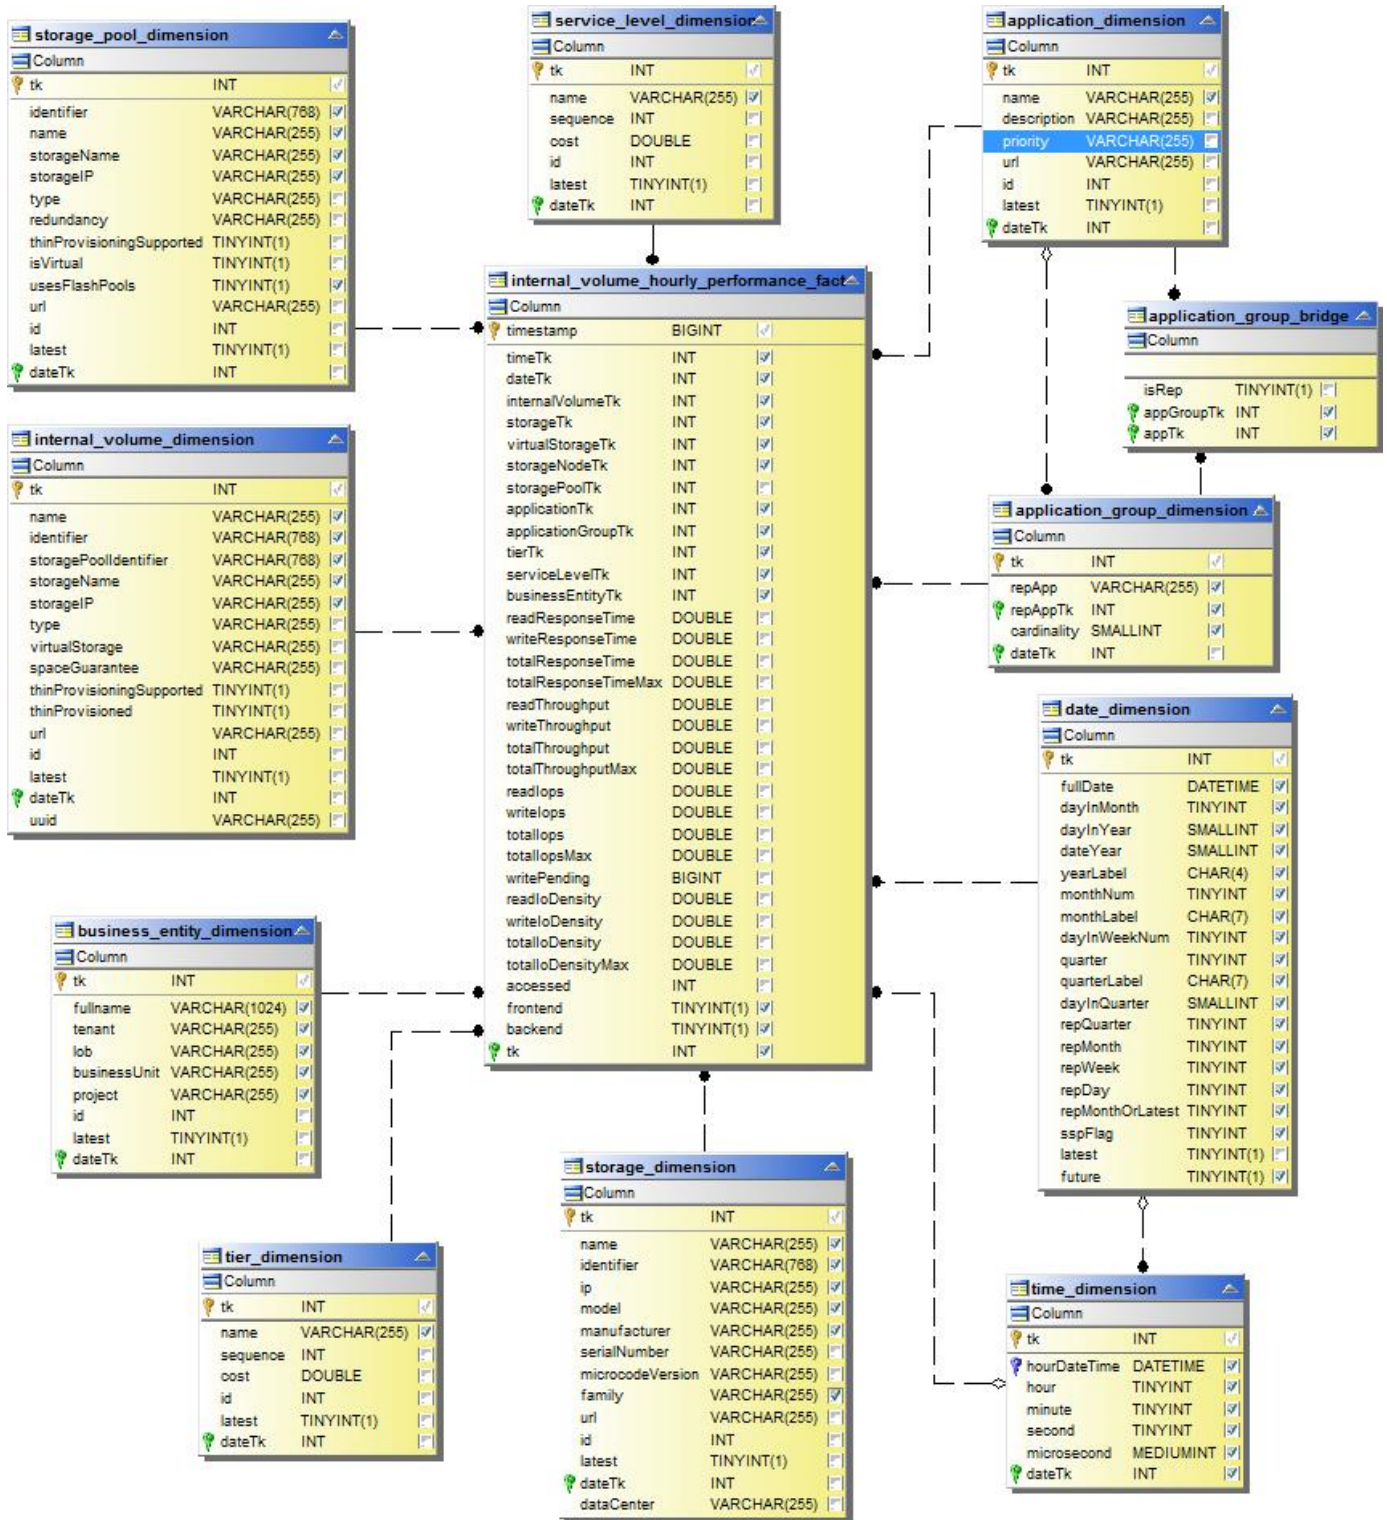 storage_pool_dimension
Column
tk INT
identifier VARCHAR(768)
name VARCHAR(255)
storageName VARCHAR(255)
storageIP VARCHAR(255)
type VARCHAR(255)
redundancy VARCHAR(255)
thinProvisioningSupported TINYINT(1)
isVirtual TINYINT(1)
usesFlashPools TINYINT(1)
url VARCHAR(255)
id INT
latest TINYINT(1)
dateTk INT
service_level_dimension
Column
tk INT
name VARCHAR(255)
sequence INT
cost DOUBLE
id INT
latest TINYINT(1)
dateTk INT
application_dimension
Column
tk INT
name VARCHAR(255)
description VARCHAR(255)
priority VARCHAR(255)
url VARCHAR(255)
id INT
latest TINYINT(1)
dateTk INT
internal_volume_hourly_performance_fact
Column
timestamp BIGINT
timeTk INT
dateTk INT
internalVolumeTk INT
storageTk INT
virtualStorageTk INT
storageNodeTk INT
storagePoolTk INT
applicationTk INT
applicationGroupTk INT
tierTk INT
serviceLevelTk INT
businessEntityTk INT
readResponseTime DOUBLE
writeResponseTime DOUBLE
totalResponseTime DOUBLE
totalResponseTimeMax DOUBLE
readThroughput DOUBLE
writeThroughput DOUBLE
totalThroughput DOUBLE
totalThroughputMax DOUBLE
readIops DOUBLE
writeIops DOUBLE
totalIops DOUBLE
totalIopsMax DOUBLE
writePending BIGINT
readIoDensity DOUBLE
writeIoDensity DOUBLE
totalIoDensity DOUBLE
totalIoDensityMax DOUBLE
accessed INT
frontend TINYINT(1)
backend TINYINT(1)
tk INT
application_group_bridge
Column
isRep TINYINT(1)
appGroupTk INT
appTk INT
internal_volume_dimension
Column
tk INT
name VARCHAR(255)
identifier VARCHAR(768)
storagePoolIdentifier VARCHAR(768)
storageName VARCHAR(255)
storageIP VARCHAR(255)
type VARCHAR(255)
virtualStorage VARCHAR(255)
spaceGuarantee VARCHAR(255)
thinProvisioningSupported TINYINT(1)
thinProvisioned TINYINT(1)
url VARCHAR(255)
id INT
latest TINYINT(1)
dateTk INT
uuid VARCHAR(255)
application_group_dimension
Column
tk INT
repApp VARCHAR(255)
repAppTk INT
cardinality SMALLINT
dateTk INT
date_dimension
Column
tk INT
fullDate DATETIME
dayInMonth TINYINT
dayInYear SMALLINT
dateYear SMALLINT
yearLabel CHAR(4)
monthNum TINYINT
monthLabel CHAR(7)
dayInWeekNum TINYINT
quarter TINYINT
quarterLabel CHAR(7)
dayInQuarter SMALLINT
repQuarter TINYINT
repMonth TINYINT
repWeek TINYINT
repDay TINYINT
repMonthOrLatest TINYINT
sspFlag TINYINT
latest TINYINT(1)
future TINYINT(1)
business_entity_dimension
Column
tk INT
fullname VARCHAR(1024)
tenant VARCHAR(255)
lob VARCHAR(255)
businessUnit VARCHAR(255)
project VARCHAR(255)
id INT
latest TINYINT(1)
dateTk INT
tier_dimension
Column
tk INT
name VARCHAR(255)
sequence INT
cost DOUBLE
id INT
latest TINYINT(1)
dateTk INT
storage_dimension
Column
tk INT
name VARCHAR(255)
identifier VARCHAR(768)
ip VARCHAR(255)
model VARCHAR(255)
manufacturer VARCHAR(255)
serialNumber VARCHAR(255)
microcodeVersion VARCHAR(255)
family VARCHAR(255)
url VARCHAR(255)
id INT
latest TINYINT(1)
dateTk INT
dataCenter VARCHAR(255)
time_dimension
Column
tk INT
hourDateTime DATETIME
hour TINYINT
minute TINYINT
second TINYINT
microsecond MEDIUMINT
dateTk INT